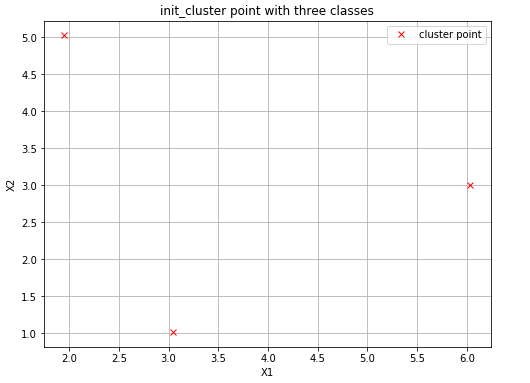 init_cluster point with three classes
cluster point
X2
5.0
4.5
4.0
3.5
3.0
2.5
2.0
1.5
1.0
2.0 2.5 3.0 3.5 4.0 4.5 5.0 5.5 6.0
X1